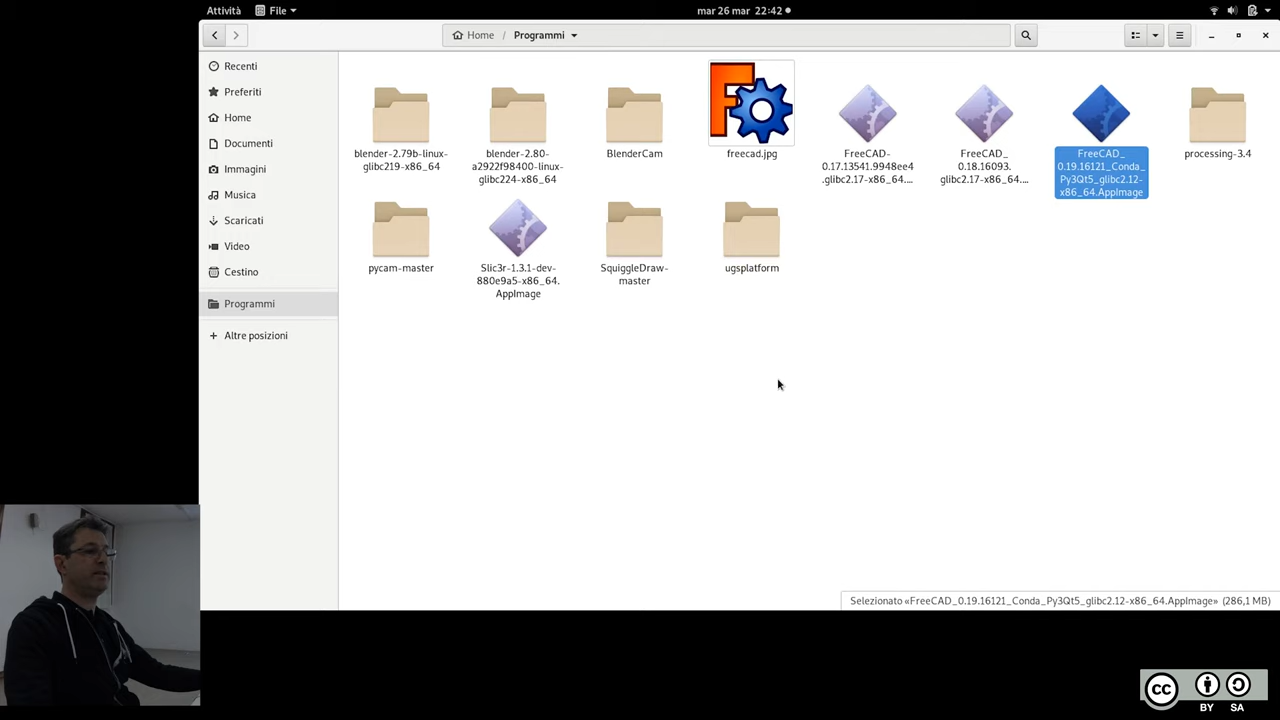 Attività
File
mar 26 mar 22:42
Home / Programmi
Recenti
Preferiti
Home
Documenti
Immagini
Musica
Scaricati
Video
Cestino
Programmi
+ Altre posizioni
blender-2.79b-linux-
glibc219-x86_64
blender-2.80-
a2922f98400-linux-
glibc224-x86_64
BlenderCam
freecad.jpg
FreeCAD-
0.17.13541.9948ee4
.glibc2.17-x86_64.…
FreeCAD_
0.18.16093.
glibc2.17-x86_64.…
FreeCAD_
0.19.16121_Conda_
Py3Qt5_glibc2.12-
x86_64.AppImage
processing-3.4
pycam-master
Slic3r-1.3.1-dev-
880e9a5-x86_64.
AppImage
SquiggleDraw-
master
ugsplatform
Selezionato «FreeCAD_0.19.16121_Conda_Py3Qt5_glibc2.12-x86_64.AppImage» (286,1 MB)
cc
BY SA